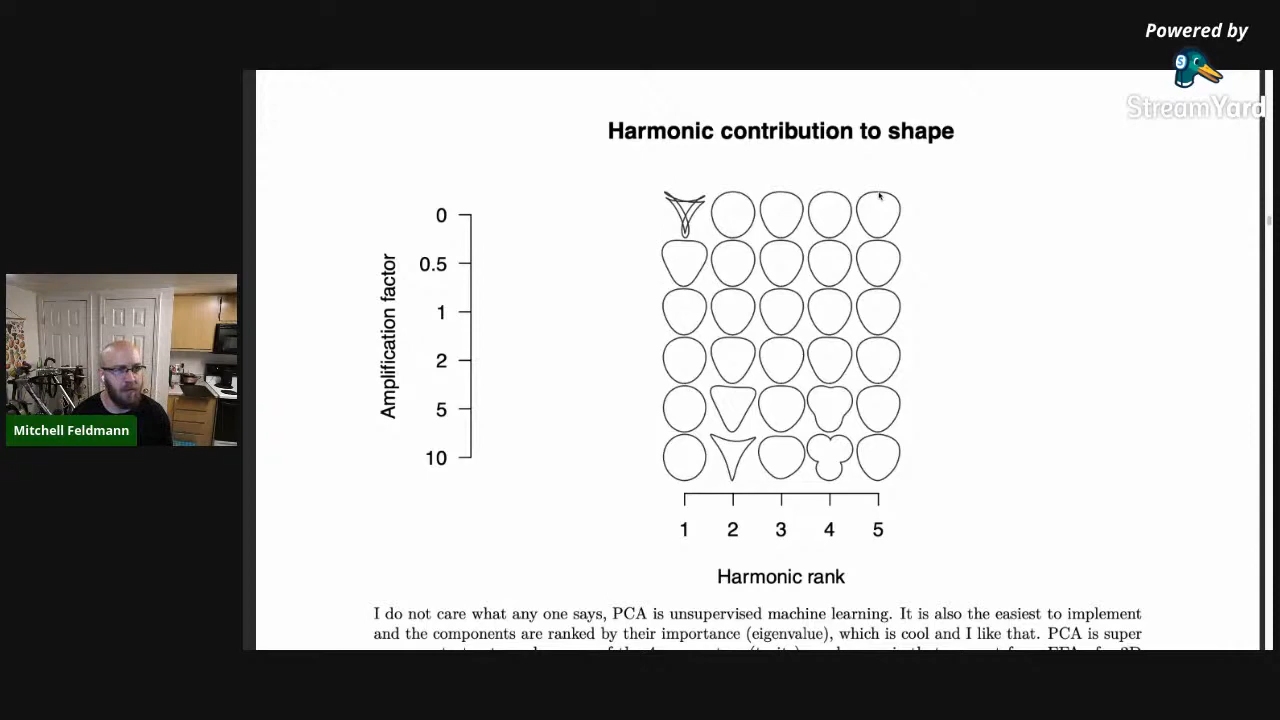 Powered by
StreamYard
Harmonic contribution to shape
Amplification factor
0
0.5
1
2
5
10
1 2 3 4 5
Harmonic rank
Mitchell Feldmann
I do not care what any one says, PCA is unsupervised machine learning. It is also the easiest to implement
and the components are ranked by their importance (eigenvalue), which is cool and I like that. PCA is super